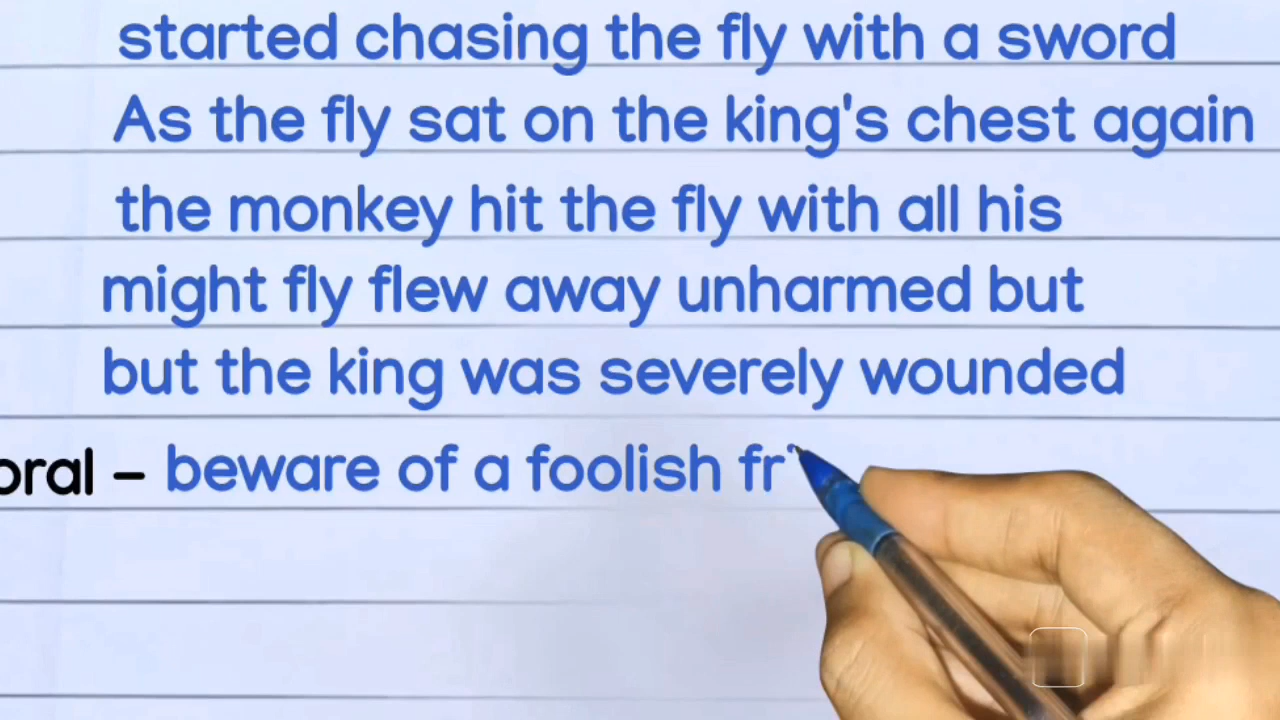 started chasing the fly with a sword
As the fly sat on the king's chest again
the monkey hit the fly with all his
might fly flew away unharmed but
but the king was severely wounded
oral – beware of a foolish fr